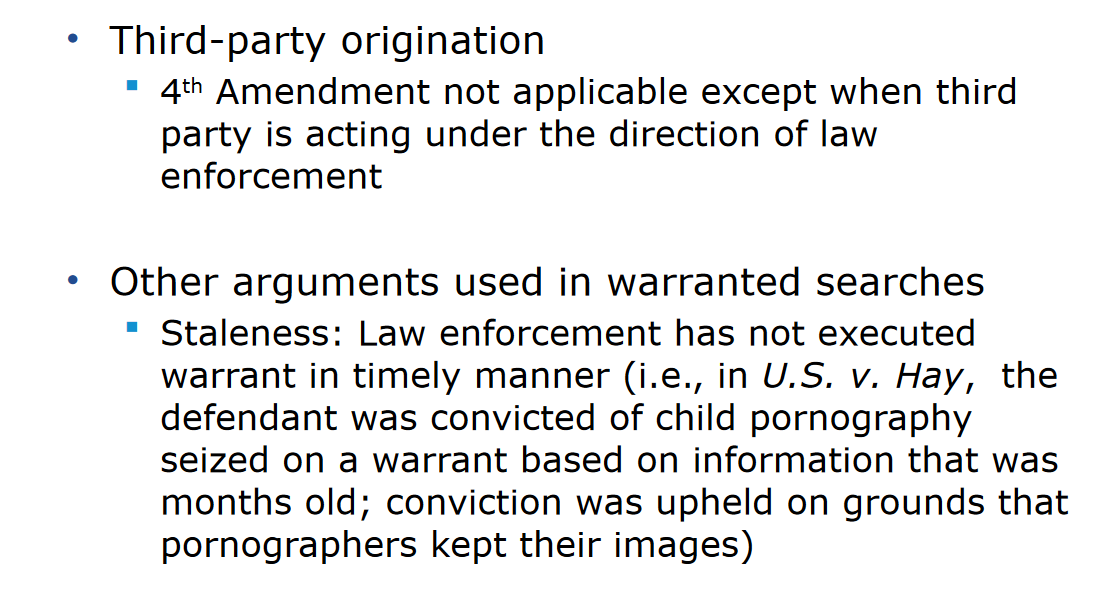 • Third-party origination
▪ 4th Amendment not applicable except when third
party is acting under the direction of law
enforcement
• Other arguments used in warranted searches
▪ Staleness: Law enforcement has not executed
warrant in timely manner (i.e., in U.S. v. Hay, the
defendant was convicted of child pornography
seized on a warrant based on information that was
months old; conviction was upheld on grounds that
pornographers kept their images)